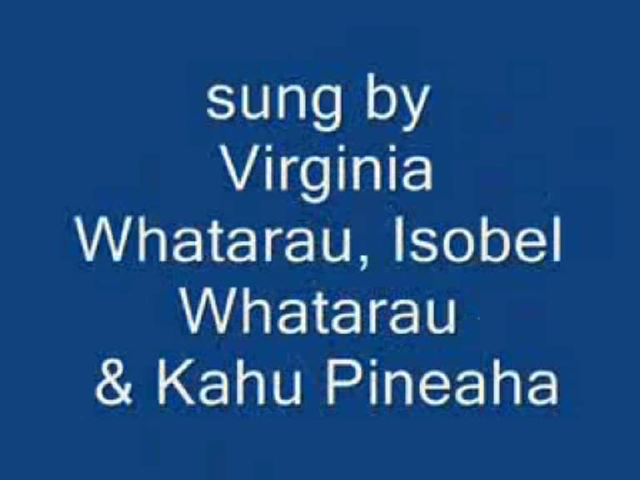 sung by
Virginia
Whatarau, Isobel
Whatarau
& Kahu Pineaha